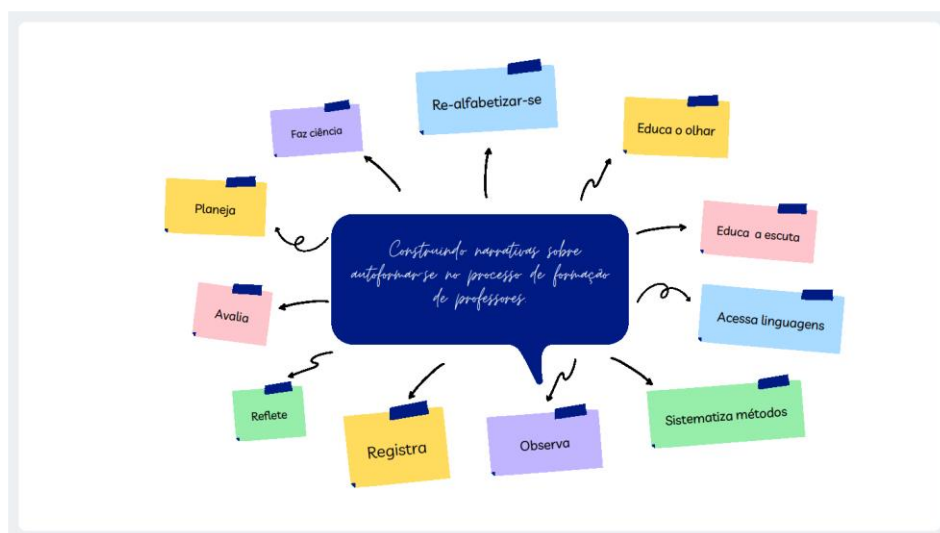 Re-alfabetizar-se
Faz ciência
Educa o olhar
Planeja
Educa a escuta
Construindo narrativas sobre
autoformar-se no processo de formação
de professores.
Avalia
Acessa linguagens
Reflete
Registra
Observa
Sistematiza métodos